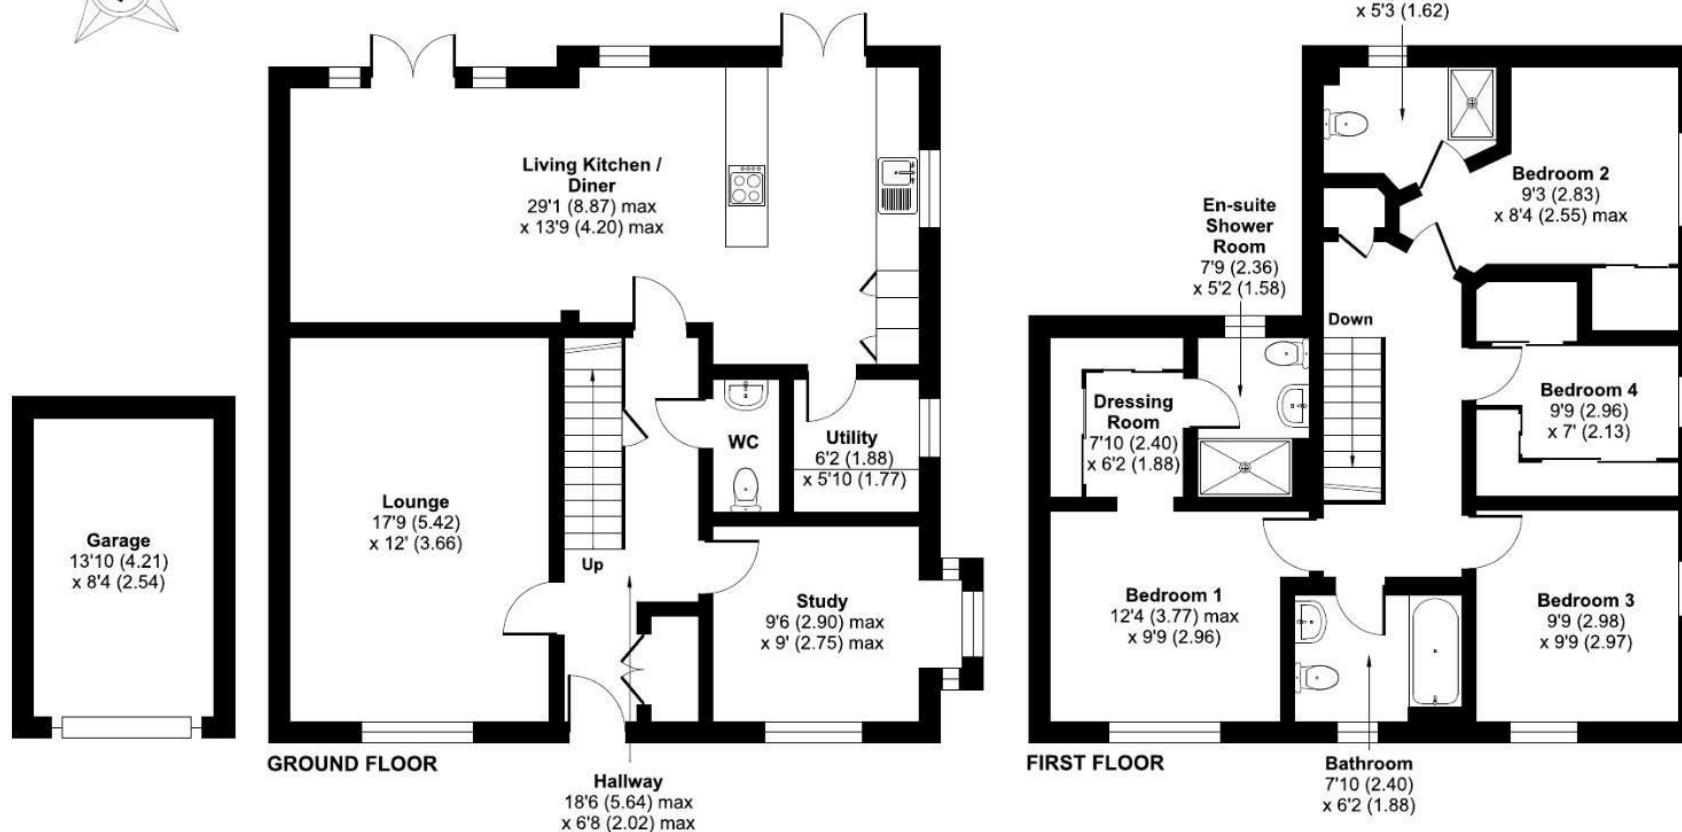 x 5'3 (1.62)
Living Kitchen /
Diner
29'1 (8.87) max
x 13'9 (4.20) max
Bedroom 2
9'3 (2.83)
x 8'4 (2.55) max
En-suite
Shower
Room
7'9 (2.36)
x 5'2 (1.58)
Down
Dressing
Room
7'10 (2.40)
x 6'2 (1.88)
Bedroom 4
9'9 (2.96)
x 7' (2.13)
WC
Utility
6'2 (1.88)
x 5'10 (1.77)
Lounge
17'9 (5.42)
x 12' (3.66)
Garage
13'10 (4.21)
x 8'4 (2.54)
Up
Study
9'6 (2.90) max
x 9' (2.75) max
Bedroom 1
12'4 (3.77) max
x 9'9 (2.96)
Bedroom 3
9'9 (2.98)
x 9'9 (2.97)
GROUND FLOOR
FIRST FLOOR
Hallway
18'6 (5.64) max
x 6'8 (2.02) max
Bathroom
7'10 (2.40)
x 6'2 (1.88)